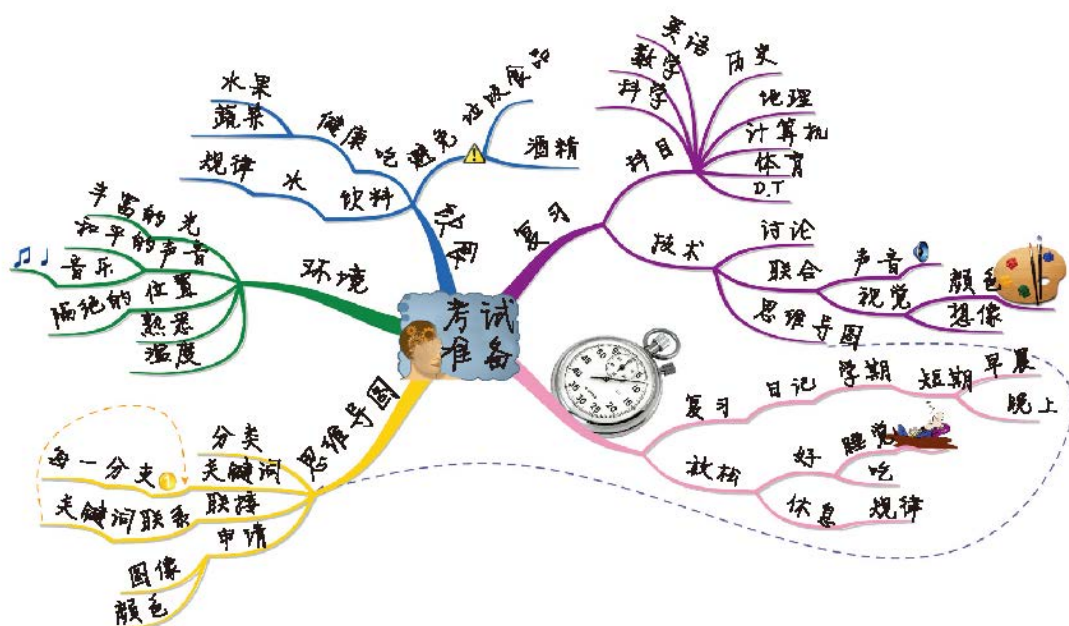 考试
准备
复习
科目
英语
数学
科学
历史
地理
计算机
体育
D.T
技术
讨论
联合
声音
视觉
颜色
想像
思维导图
复习
日记
学期
短期
早晨
晚上
放松
好
睡觉
吃
休息
规律
思维导图
分类
关键词
每一分支
联接
关键词联系
申请
图像
颜色
环境
丰富的 光
和平的声音
音乐
隔绝的 位置
熟悉
温度
健康 吃
水果
蔬菜
饮料
水
规律
避免 垃圾食品
酒精